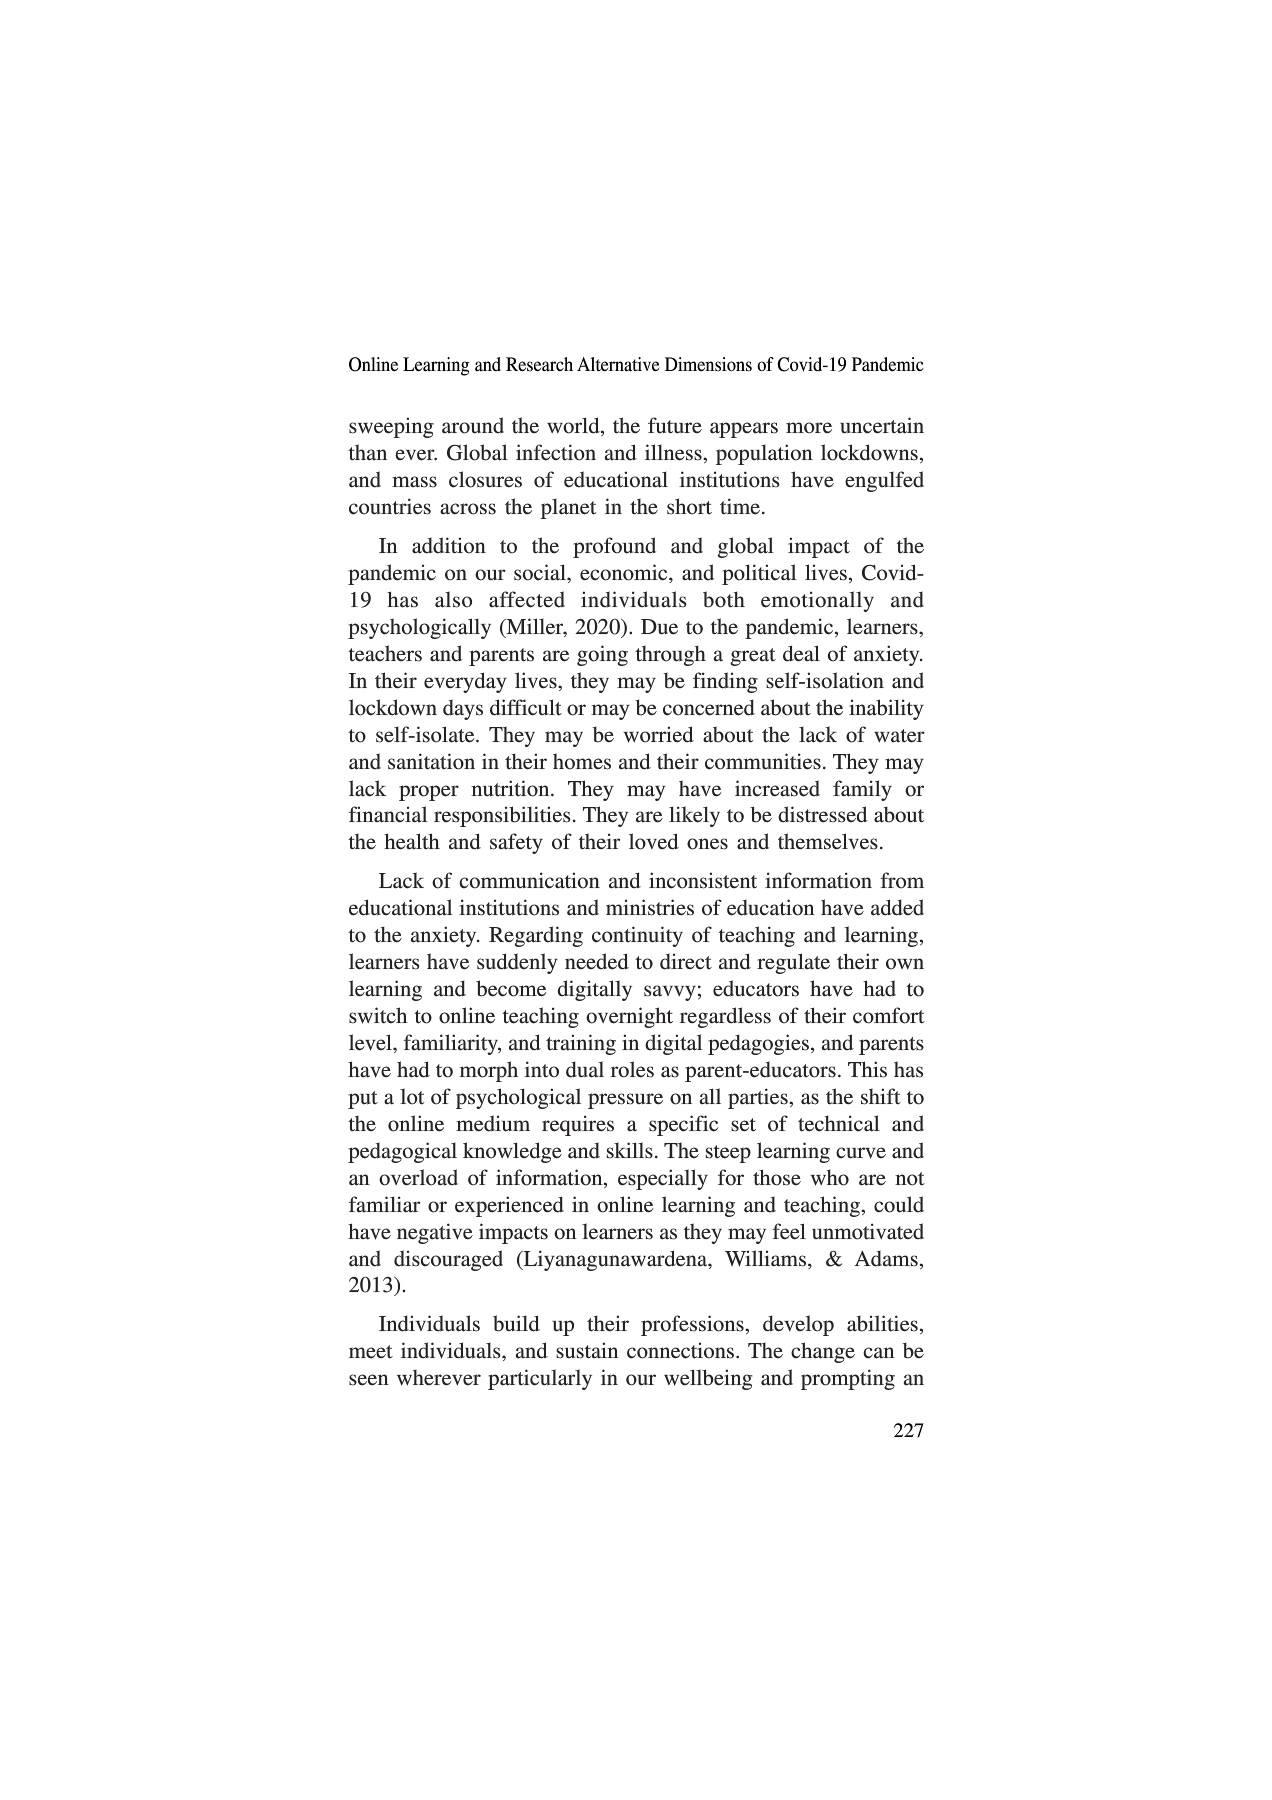 Online Learning and Research Alternative Dimensions of Covid-19 Pandemic
sweeping around the world, the future appears more uncertain
than ever. Global infection and illness, population lockdowns,
and mass closures of educational institutions have engulfed
countries across the planet in the short time.
In addition to the profound and global impact of the
pandemic on our social, economic, and political lives, Covid-
19 has also affected individuals both emotionally and
psychologically (Miller, 2020). Due to the pandemic, learners,
teachers and parents are going through a great deal of anxiety.
In their everyday lives, they may be finding self-isolation and
lockdown days difficult or may be concerned about the inability
to self-isolate. They may be worried about the lack of water
and sanitation in their homes and their communities. They may
lack proper nutrition. They may have increased family or
financial responsibilities. They are likely to be distressed about
the health and safety of their loved ones and themselves.
Lack of communication and inconsistent information from
educational institutions and ministries of education have added
to the anxiety. Regarding continuity of teaching and learning,
learners have suddenly needed to direct and regulate their own
learning and become digitally savvy; educators have had to
switch to online teaching overnight regardless of their comfort
level, familiarity, and training in digital pedagogies, and parents
have had to morph into dual roles as parent-educators. This has
put a lot of psychological pressure on all parties, as the shift to
the online medium requires a specific set of technical and
pedagogical knowledge and skills. The steep learning curve and
an overload of information, especially for those who are not
familiar or experienced in online learning and teaching, could
have negative impacts on learners as they may feel unmotivated
and discouraged (Liyanagunawardena, Williams, & Adams,
2013).
Individuals build up their professions, develop abilities,
meet individuals, and sustain connections. The change can be
seen wherever particularly in our wellbeing and prompting an
227